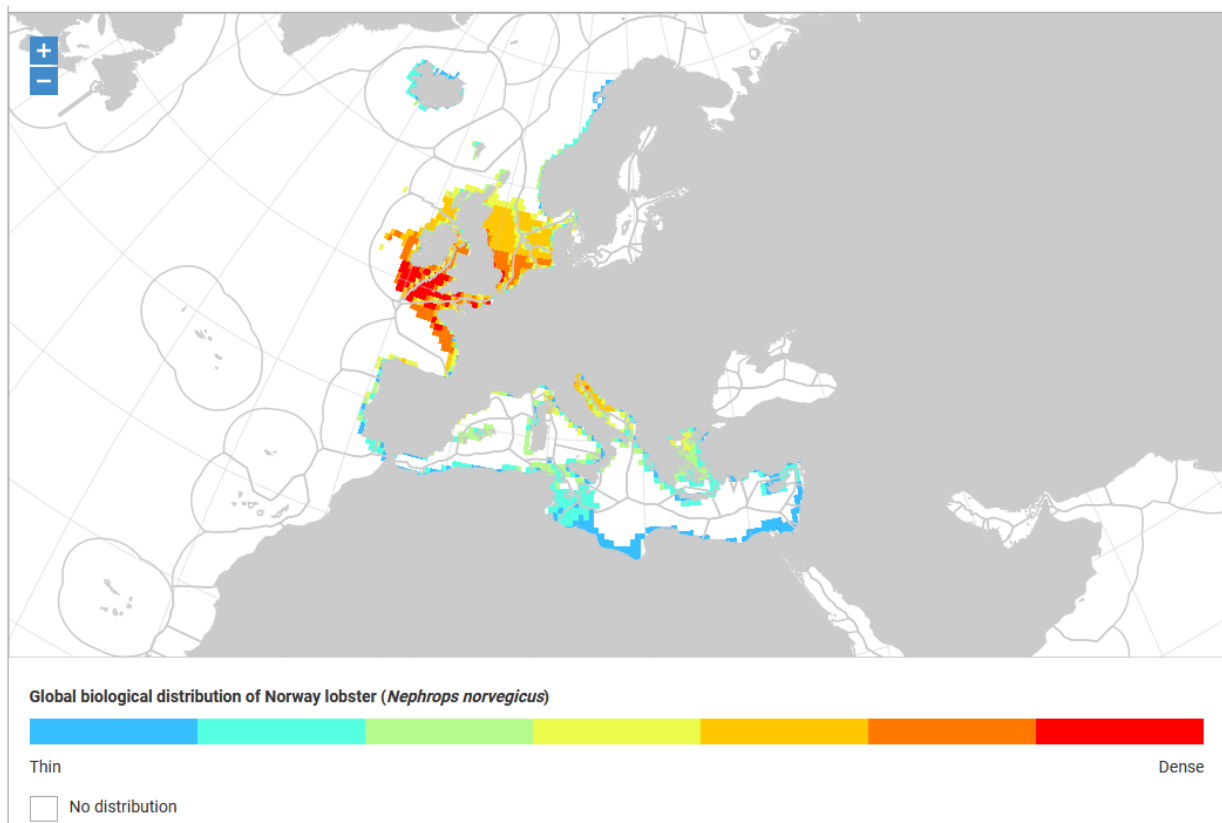 +
−
Global biological distribution of Norway lobster (Nephrops norvegicus)
Thin
Dense
No distribution